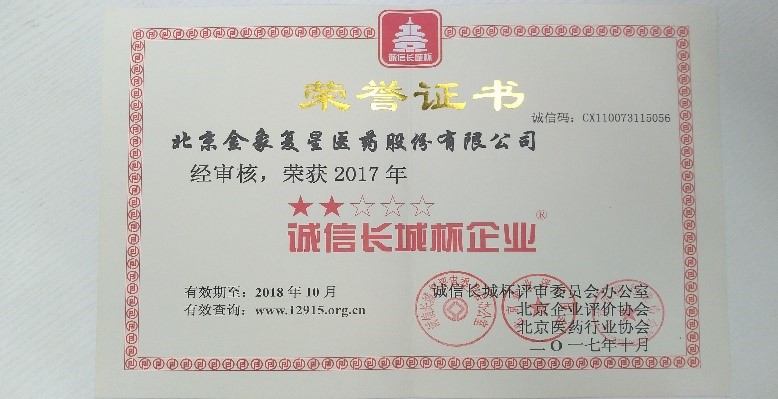 诚信长城杯
荣誉证书
诚信码：CX110073115056
北京金象复星医药股份有限公司
经审核，荣获2017年
★★☆☆☆
诚信长城杯企业®
有效期至：2018年10月
有效查询：www.12915.org.cn
诚信长城杯评审委员会办公室
北京企业评价协会
北京医药行业协会
二〇一七年十月